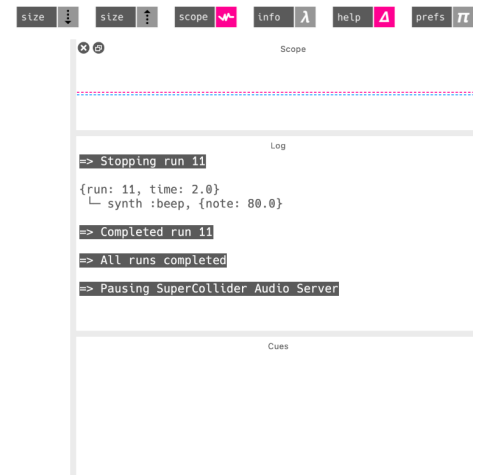 size size scope info λ help prefs π
Scope
Log
=> Stopping run 11
{run: 11, time: 2.0}
└─ synth :beep, {note: 80.0}
=> Completed run 11
=> All runs completed
=> Pausing SuperCollider Audio Server
Cues